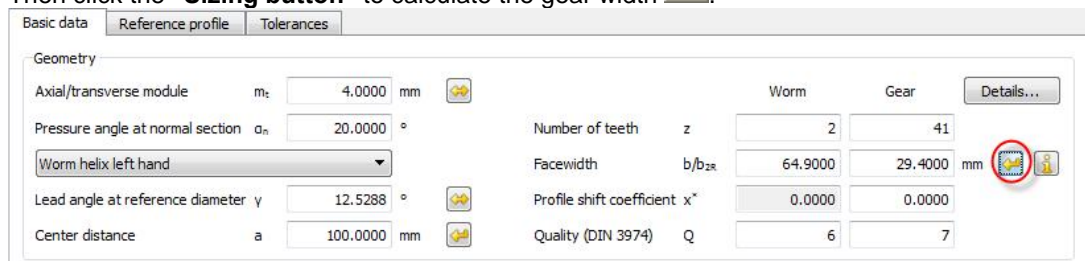 Then click the "Sizing button" to calculate the gear width .
Basic data Reference profile Tolerances
Geometry
Worm Gear Details...
Axial/transverse module mt 4.0000 mm
Pressure angle at normal section αn 20.0000 ° Number of teeth z 2 41
Worm helix left hand Facewidth b/b2R 64.9000 29.4000 mm
Lead angle at reference diameter γ 12.5288 ° Profile shift coefficient x* 0.0000 0.0000
Center distance a 100.0000 mm Quality (DIN 3974) Q 6 7